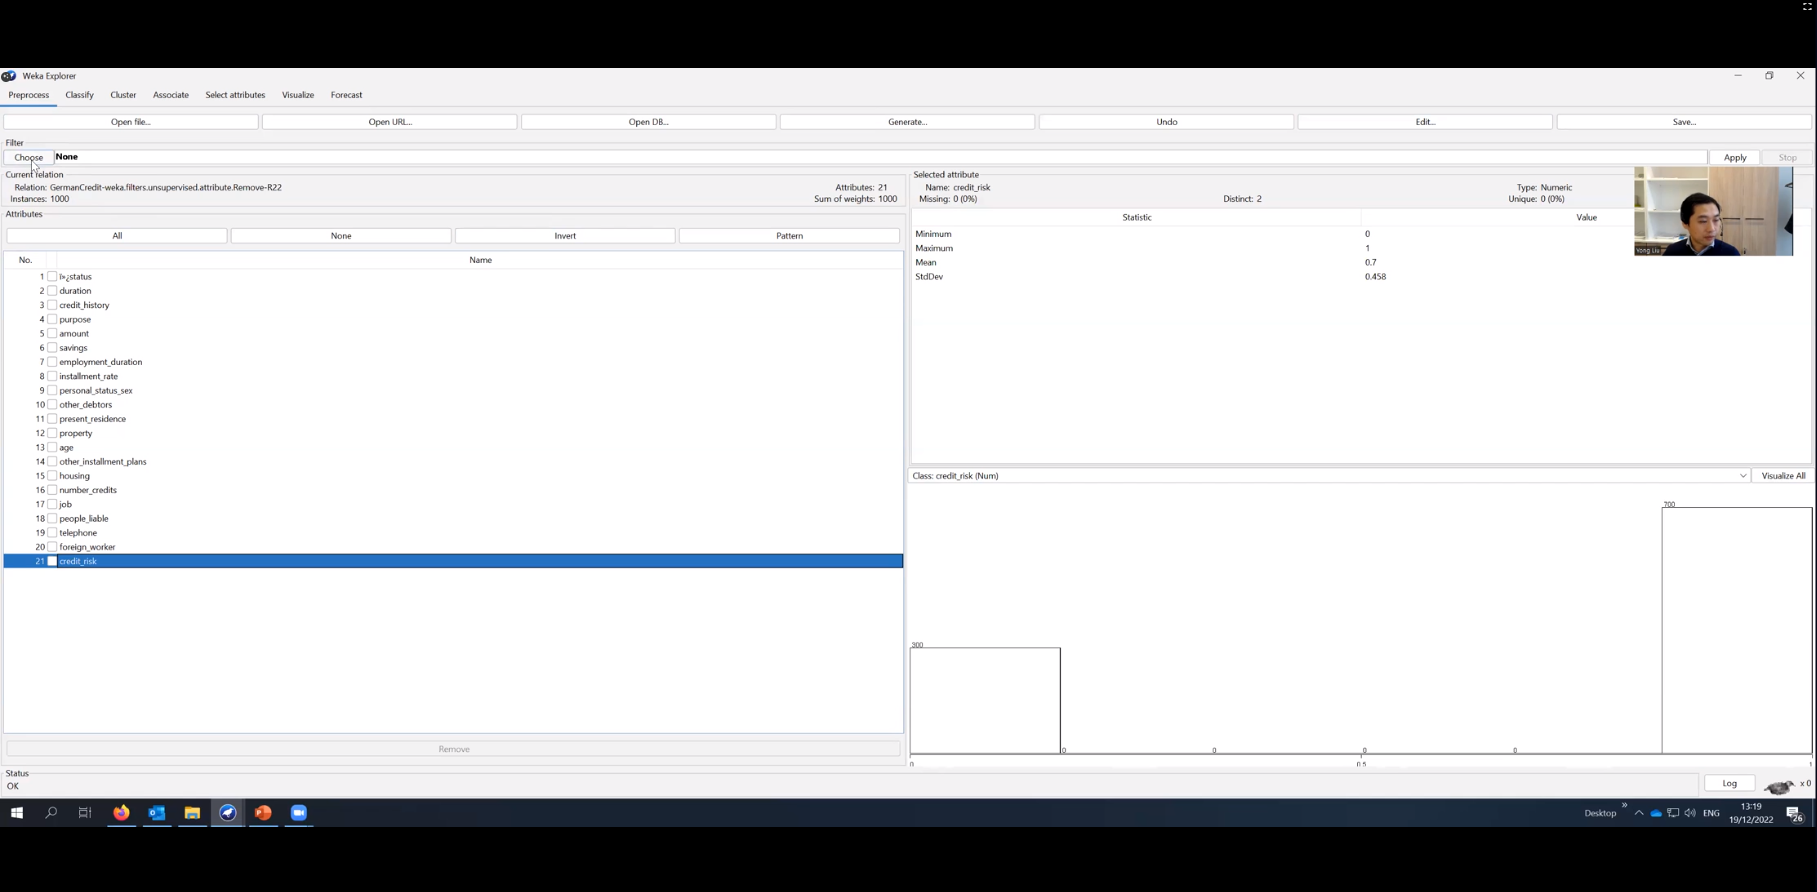 Weka Explorer
Preprocess Classify Cluster Associate Select attributes Visualize Forecast
Open file... Open URL... Open DB... Generate... Undo Edit... Save...
Filter
Choose None Apply Stop
Current relation
Relation: GermanCredit-weka.filters.unsupervised.attribute.Remove-R22 Attributes: 21
Instances: 1000 Sum of weights: 1000
Selected attribute
Name: credit_risk Type: Numeric
Missing: 0 (0%) Distinct: 2 Unique: 0 (0%)
Attributes
All None Invert Pattern
No. Name
1 ï»¿status
2 duration
3 credit_history
4 purpose
5 amount
6 savings
7 employment_duration
8 installment_rate
9 personal_status_sex
10 other_debtors
11 present_residence
12 property
13 age
14 other_installment_plans
15 housing
16 number_credits
17 job
18 people_liable
19 telephone
20 foreign_worker
21 credit_risk
Remove
Statistic Value
Minimum 0
Maximum 1
Mean 0.7
StdDev 0.458
Yong Liu
Class: credit_risk (Num) Visualize All
700
300
0 0 0 0
0 0.5 1
Status
OK
Log x 0
Desktop ENG 13:19
19/12/2022 26